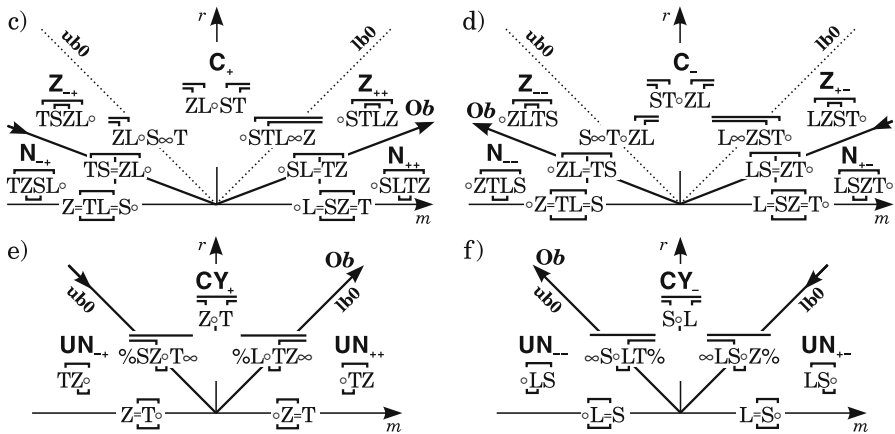 c) r d) r
ub0 C₊ lb0 ub0 C₋ lb0
Z₋₊ Z₊₊ Z₋₋ Z₊₋
ZL∘ST ST∘ZL
TSZL∘ Ob ∘STLZ Ob ∘ZLTS LZST∘
ZL∘S∞T ∘STL∞Z S∞T∘ZL L∞ZST∘
N₋₊ TS=ZL∘ ∘SL=TZ N₊₊ N₋₋ ∘ZL=TS LS=ZT∘ N₊₋
TZSL∘ ∘SLTZ ∘ZTLS LSZT∘
Z=TL=S∘ ∘L=SZ=T m ∘Z=TL=S L=SZ=T∘ m
e) r Ob f) Ob r
ub0 CY₊ lb0 ub0 CY₋ lb0
Z∘T S∘L
UN₋₊ %SZ∘T∞ %L∘TZ∞ UN₊₊ UN₋₋ ∞S∘LT% ∞LS∘Z% UN₊₋
TZ∘ ∘TZ ∘LS LS∘
Z=T∘ ∘Z=T m ∘L=S L=S∘ m